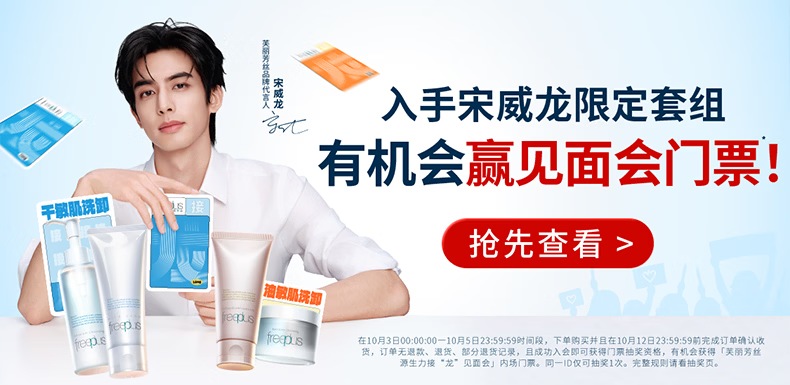 芙丽芳丝品牌代言人
宋威龙
入手宋威龙限定套组
有机会赢见面会门票！
抢先查看 >
干敏肌洗卸
接
油敏肌洗卸
freeplus
freeplus
freeplus
freeplus
在10月3日00:00:00一10月5日23:59:59时间段，下单购买并且在10月12日23:59:59前完成订单确认收
货，订单无退款、退货、部分退货记录，且成功入会即可获得门票抽奖资格，有机会获得「芙丽芳丝
源生力接“龙”见面会」内场门票。同一ID仅可抽奖1次。完整规则请看抽奖页。